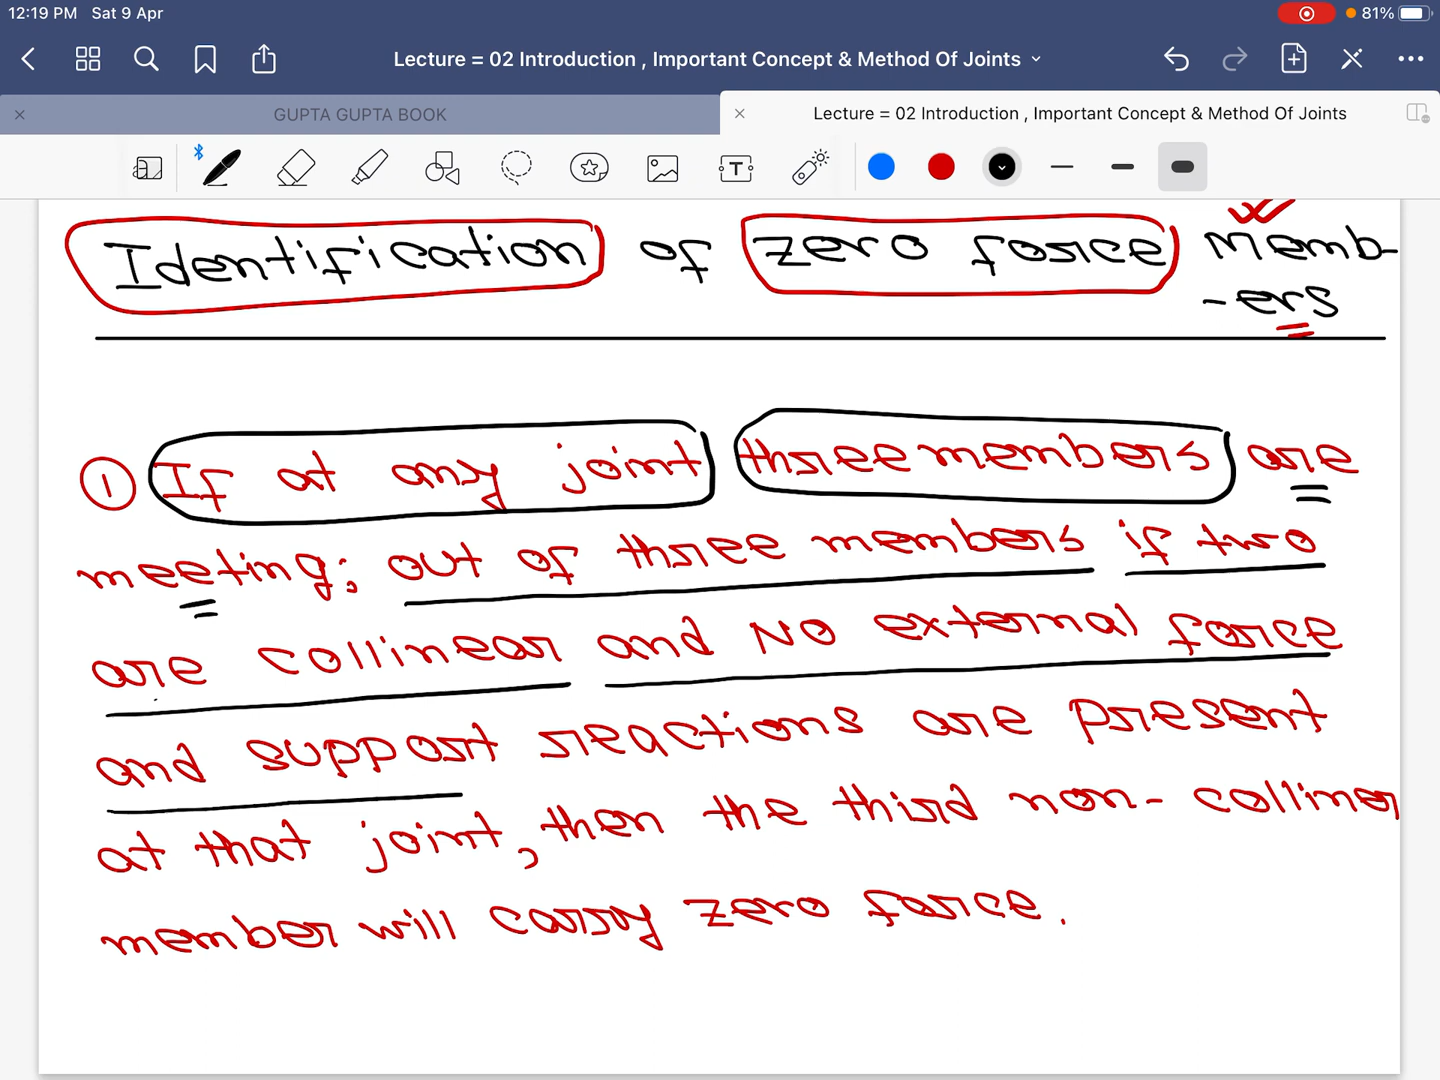 12:19 PM Sat 9 Apr
81%
Lecture = 02 Introduction , Important Concept & Method Of Joints
GUPTA GUPTA BOOK
Lecture = 02 Introduction , Important Concept & Method Of Joints
Identification of zero force Memb-
-ers
① If at any joint three members are
meeting; out of three members if two
are collinear and NO external force
and support reactions are present
at that joint, then the third non-collinar
member will carry zero force.